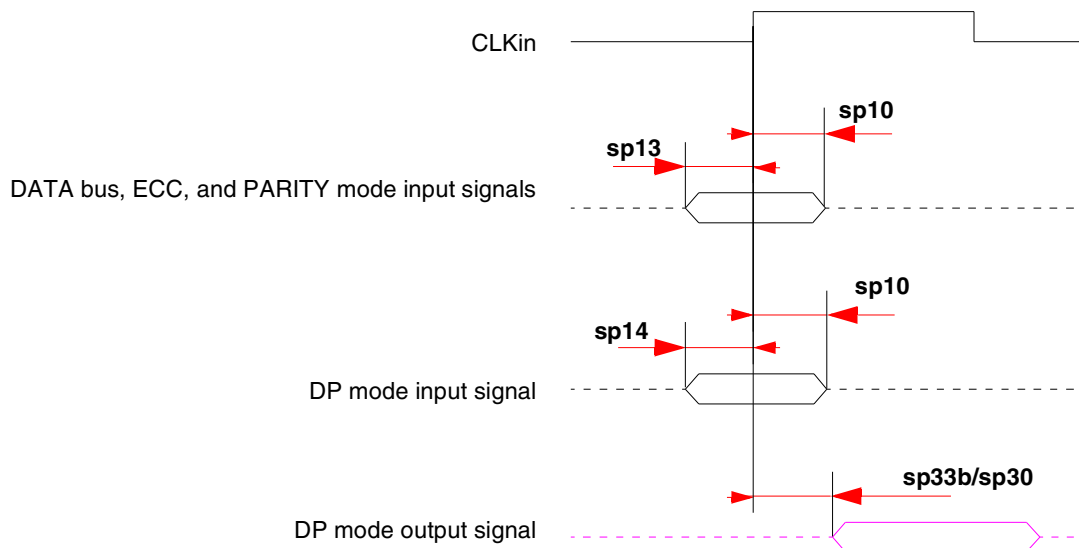 CLKin
sp10
sp13
DATA bus, ECC, and PARITY mode input signals
sp10
sp14
DP mode input signal
sp33b/sp30
DP mode output signal